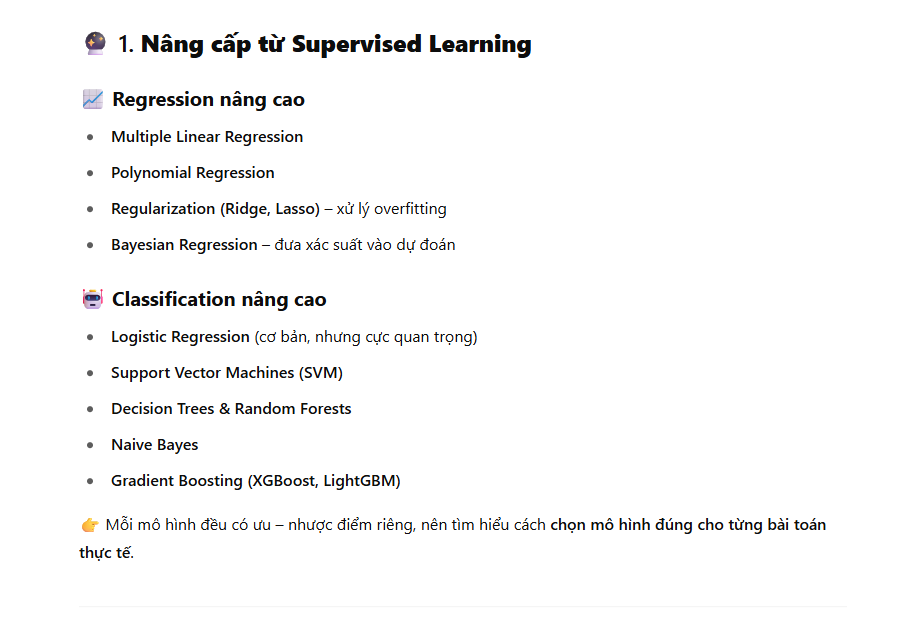 🔮 1. Nâng cấp từ Supervised Learning
📈 Regression nâng cao
• Multiple Linear Regression
• Polynomial Regression
• Regularization (Ridge, Lasso) – xử lý overfitting
• Bayesian Regression – đưa xác suất vào dự đoán
🤖 Classification nâng cao
• Logistic Regression (cơ bản, nhưng cực quan trọng)
• Support Vector Machines (SVM)
• Decision Trees & Random Forests
• Naive Bayes
• Gradient Boosting (XGBoost, LightGBM)
👉 Mỗi mô hình đều có ưu – nhược điểm riêng, nên tìm hiểu cách chọn mô hình đúng cho từng bài toán
thực tế.